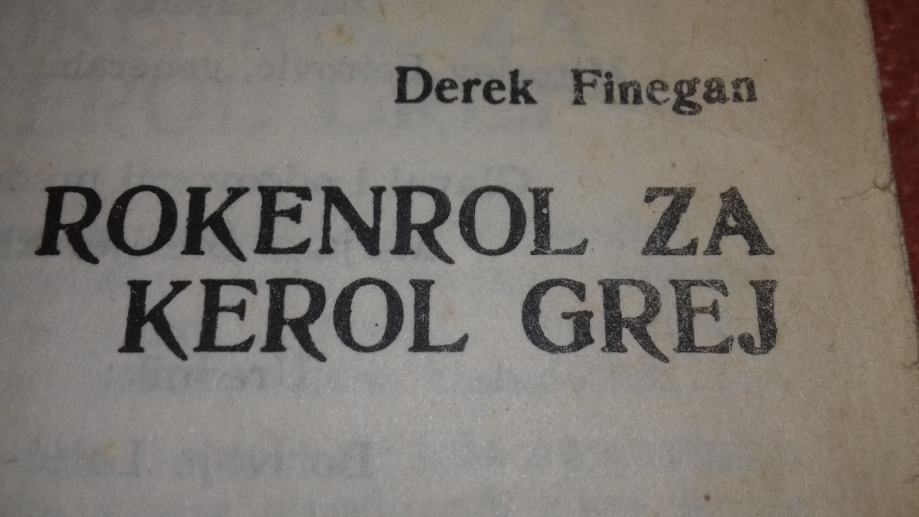 Derek Finegan
ROKENROL ZA
KEROL GREJ